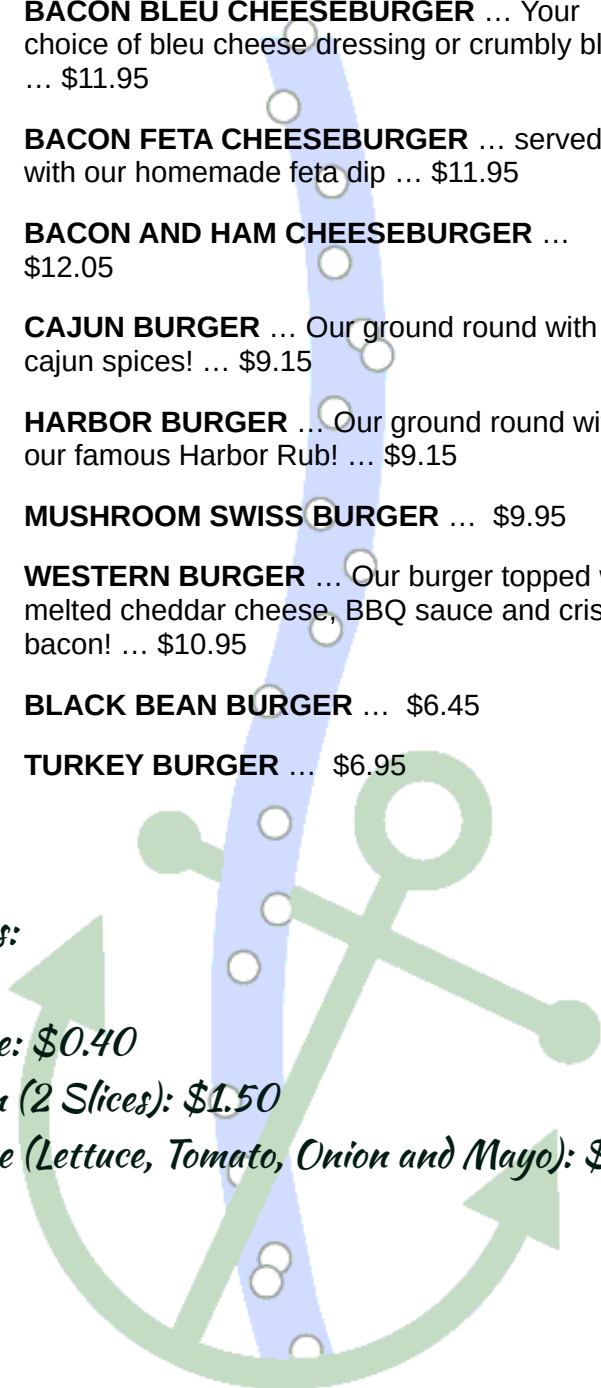 BACON BLEU CHEESEBURGER … Your
choice of bleu cheese dressing or crumbly
… $11.95
BACON FETA CHEESEBURGER … served
with our homemade feta dip … $11.95
BACON AND HAM CHEESEBURGER …
$12.05
CAJUN BURGER … Our ground round with
cajun spices! … $9.15
HARBOR BURGER … Our ground round
our famous Harbor Rub! … $9.15
MUSHROOM SWISS BURGER … $9.95
WESTERN BURGER … Our burger topped
melted cheddar cheese, BBQ sauce and
bacon! … $10.95
BLACK BEAN BURGER … $6.45
TURKEY BURGER … $6.95
$0.40
(2 Slices): $1.50
(Lettuce, Tomato, Onion and Mayo): $